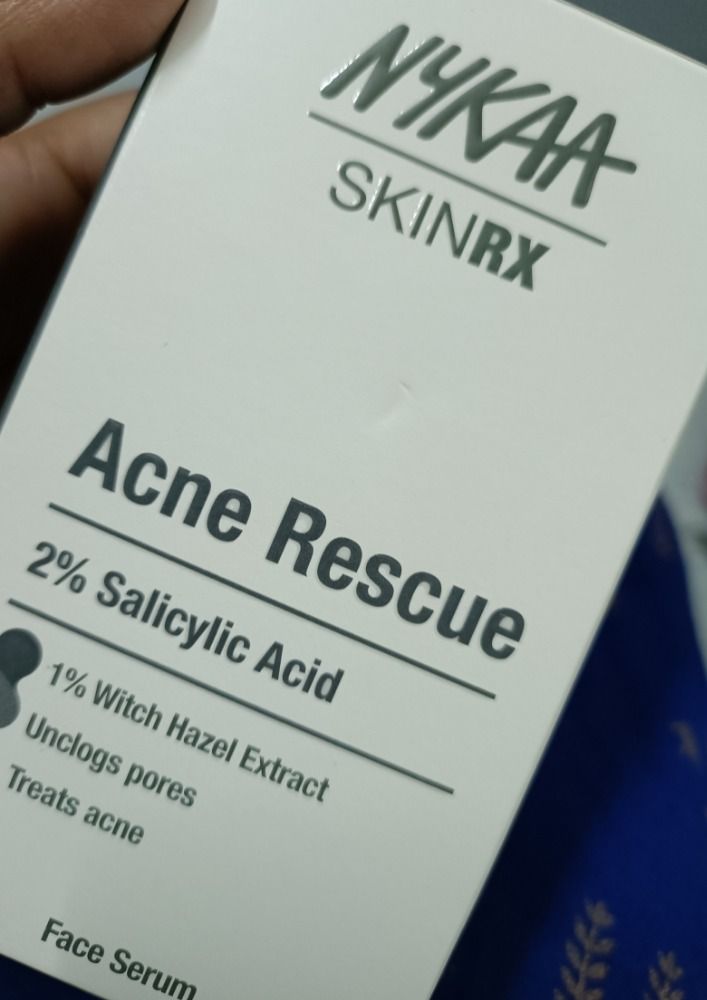 NYKAA
SKINRX
Acne Rescue
2% Salicylic Acid
1% Witch Hazel Extract
Unclogs pores
Treats acne
Face Serum